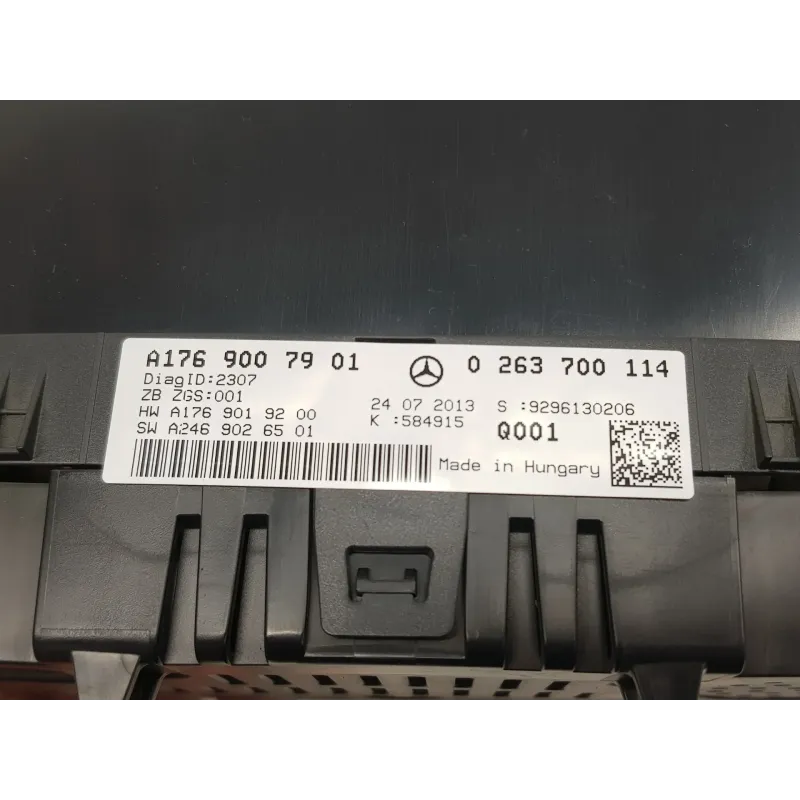 A176 900 79 01 0 263 700 114
DiagID:2307
ZB ZGS:001
HW A176 901 92 00 24 07 2013 S :9296130206
SW A246 902 65 01 K :584915 Q001
Made in Hungary